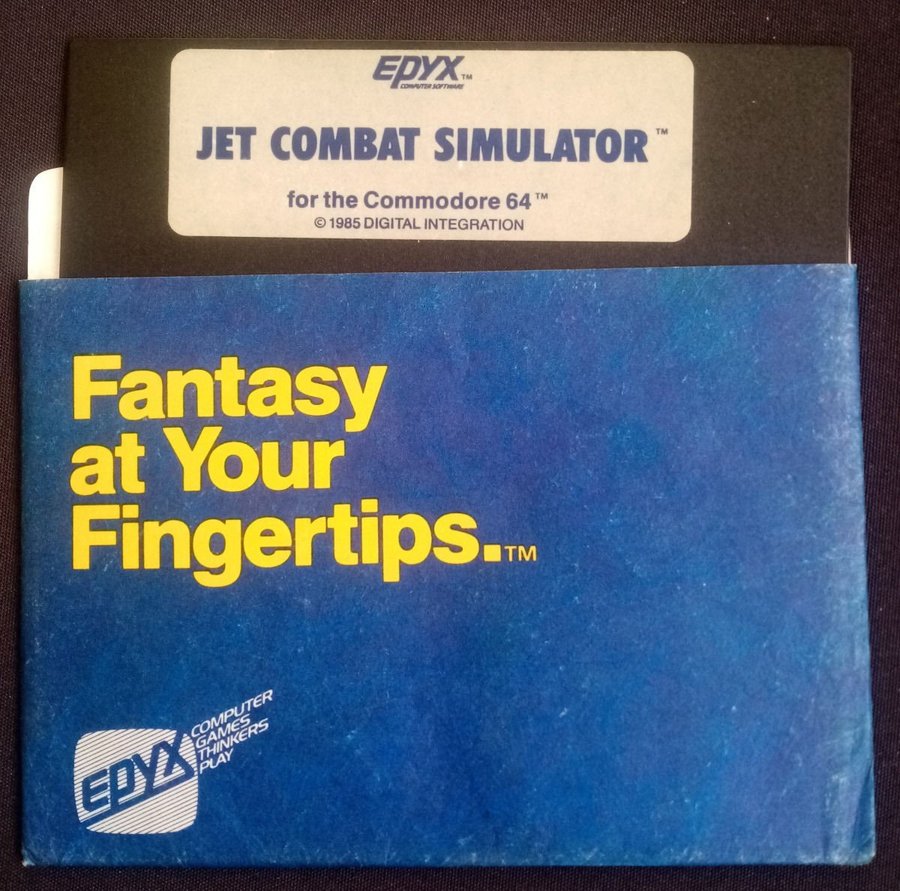 EPYX™
COMPUTER SOFTWARE
JET COMBAT SIMULATOR™
for the Commodore 64™
© 1985 DIGITAL INTEGRATION
Fantasy
at Your
Fingertips.™
COMPUTER
GAMES
THINKERS
PLAY
EPYX